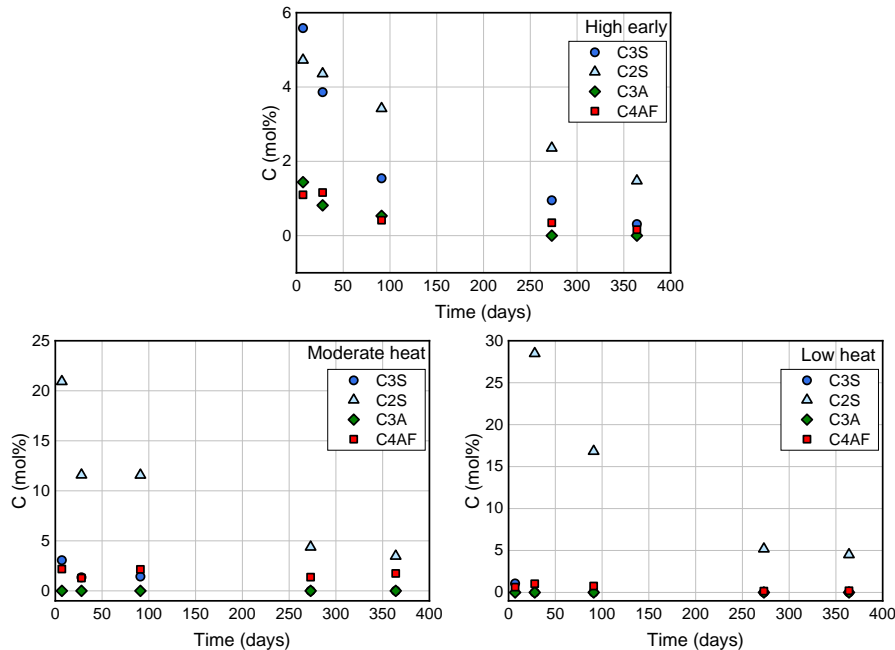 High early
C3S
C2S
C3A
C4AF
6
4
2
0
C (mol%)
0 50 100 150 200 250 300 350 400
Time (days)
Moderate heat
C3S
C2S
C3A
C4AF
25
20
15
10
5
0
C (mol%)
0 50 100 150 200 250 300 350 400
Time (days)
Low heat
C3S
C2S
C3A
C4AF
30
25
20
15
10
5
0
C (mol%)
0 50 100 150 200 250 300 350 400
Time (days)